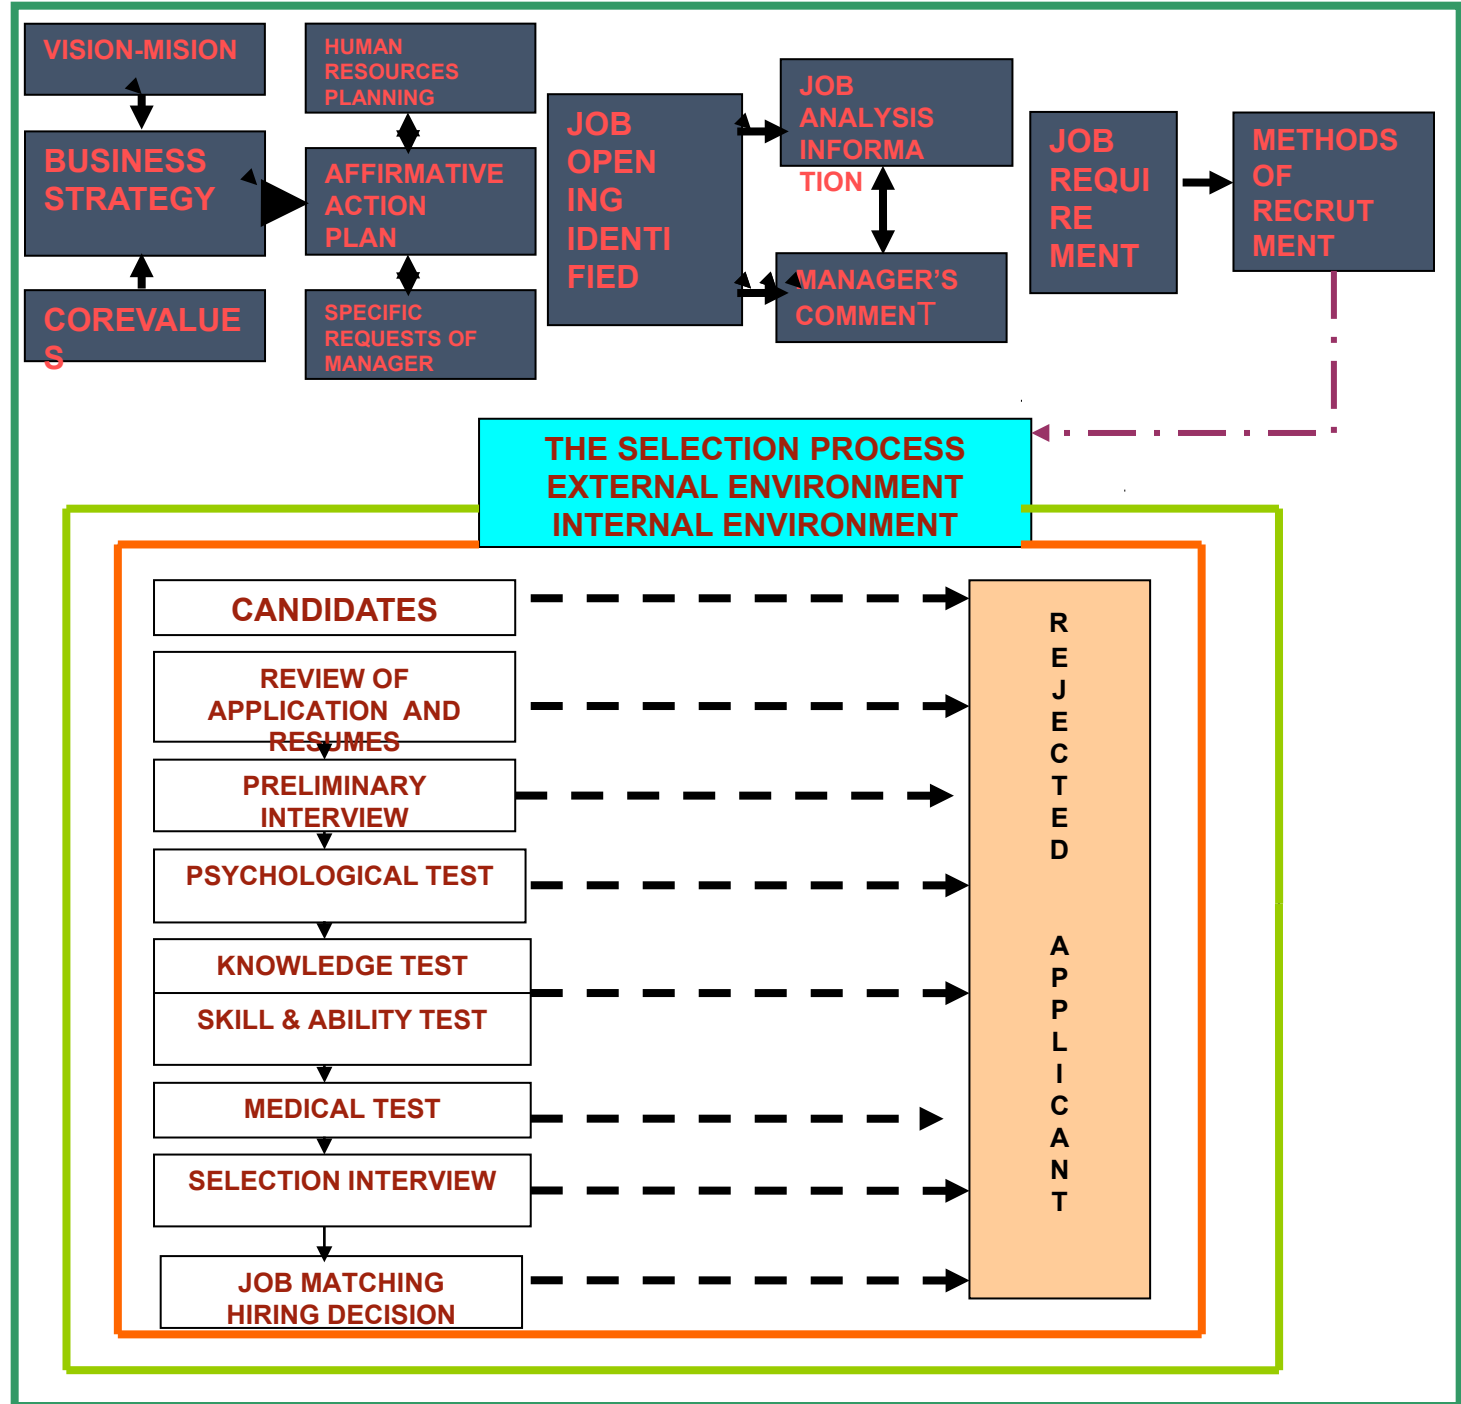 VISION-MISION
BUSINESS
STRATEGY
COREVALUE
S
HUMAN
RESOURCES
PLANNING
AFFIRMATIVE
ACTION
PLAN
SPECIFIC
REQUESTS OF
MANAGER
JOB
OPEN
ING
IDENTI
FIED
JOB
ANALYSIS
INFORMA
TION
MANAGER’S
COMMENT
JOB
REQUI
RE
MENT
METHODS
OF
RECRUT
MENT
THE SELECTION PROCESS
EXTERNAL ENVIRONMENT
INTERNAL ENVIRONMENT
CANDIDATES
REVIEW OF
APPLICATION AND
RESUMES
PRELIMINARY
INTERVIEW
PSYCHOLOGICAL TEST
KNOWLEDGE TEST
SKILL & ABILITY TEST
MEDICAL TEST
SELECTION INTERVIEW
JOB MATCHING
HIRING DECISION
R
E
J
E
C
T
E
D
A
P
P
L
I
C
A
N
T